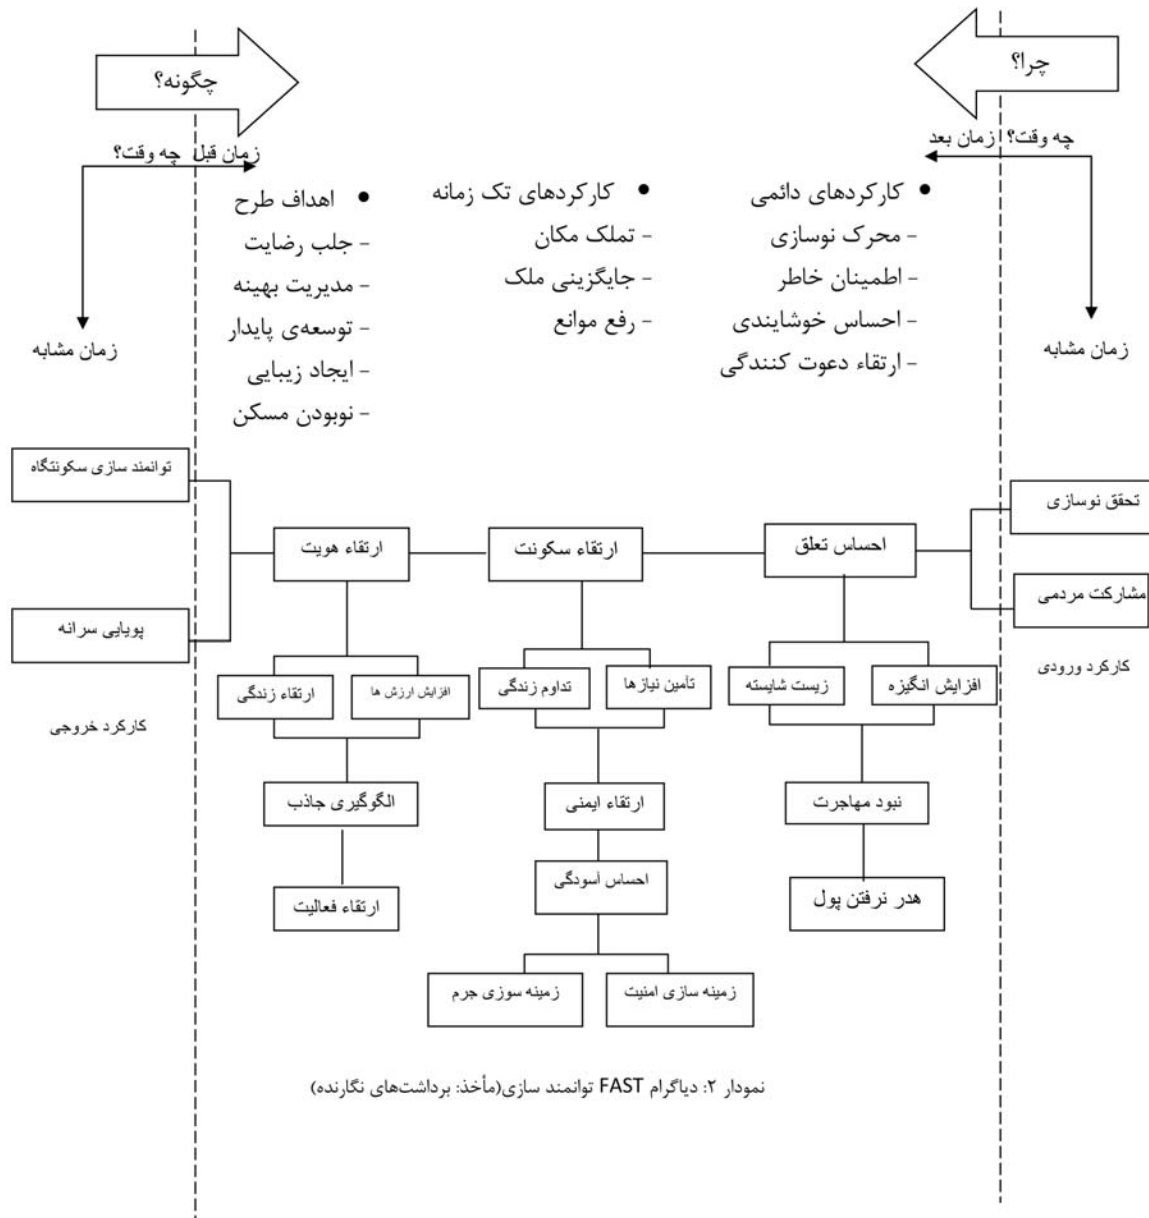 چرا؟
چگونه؟
چه وقت؟ زمان بعد
زمان قبل چه وقت؟
زمان مشابه
زمان مشابه
• کارکردهای دائمی
- محرک نوسازی
- اطمینان خاطر
- احساس خوشایندی
- ارتقاء دعوت کنندگی
• کارکردهای تک زمانه
- تملک مکان
- جایگزینی ملک
- رفع موانع
• اهداف طرح
- جلب رضایت
- مدیریت بهینه
- توسعه‌ی پایدار
- ایجاد زیبایی
- نوبودن مسکن
تحقق نوسازی
مشارکت مردمی
کارکرد ورودی
احساس تعلق
ارتقاء سکونت
ارتقاء هویت
توانمند سازی سکونتگاه
پویایی سرانه
کارکرد خروجی
افزایش انگیزه
زیست شایسته
تأمین نیازها
تداوم زندگی
افزایش ارزش ها
ارتقاء زندگی
نبود مهاجرت
ارتقاء ایمنی
الگوگیری جاذب
هدر نرفتن پول
احساس آسودگی
ارتقاء فعالیت
زمینه سازی امنیت
زمینه سوزی جرم
نمودار ۲: دیاگرام FAST توانمند سازی(مأخذ: برداشت‌های نگارنده)